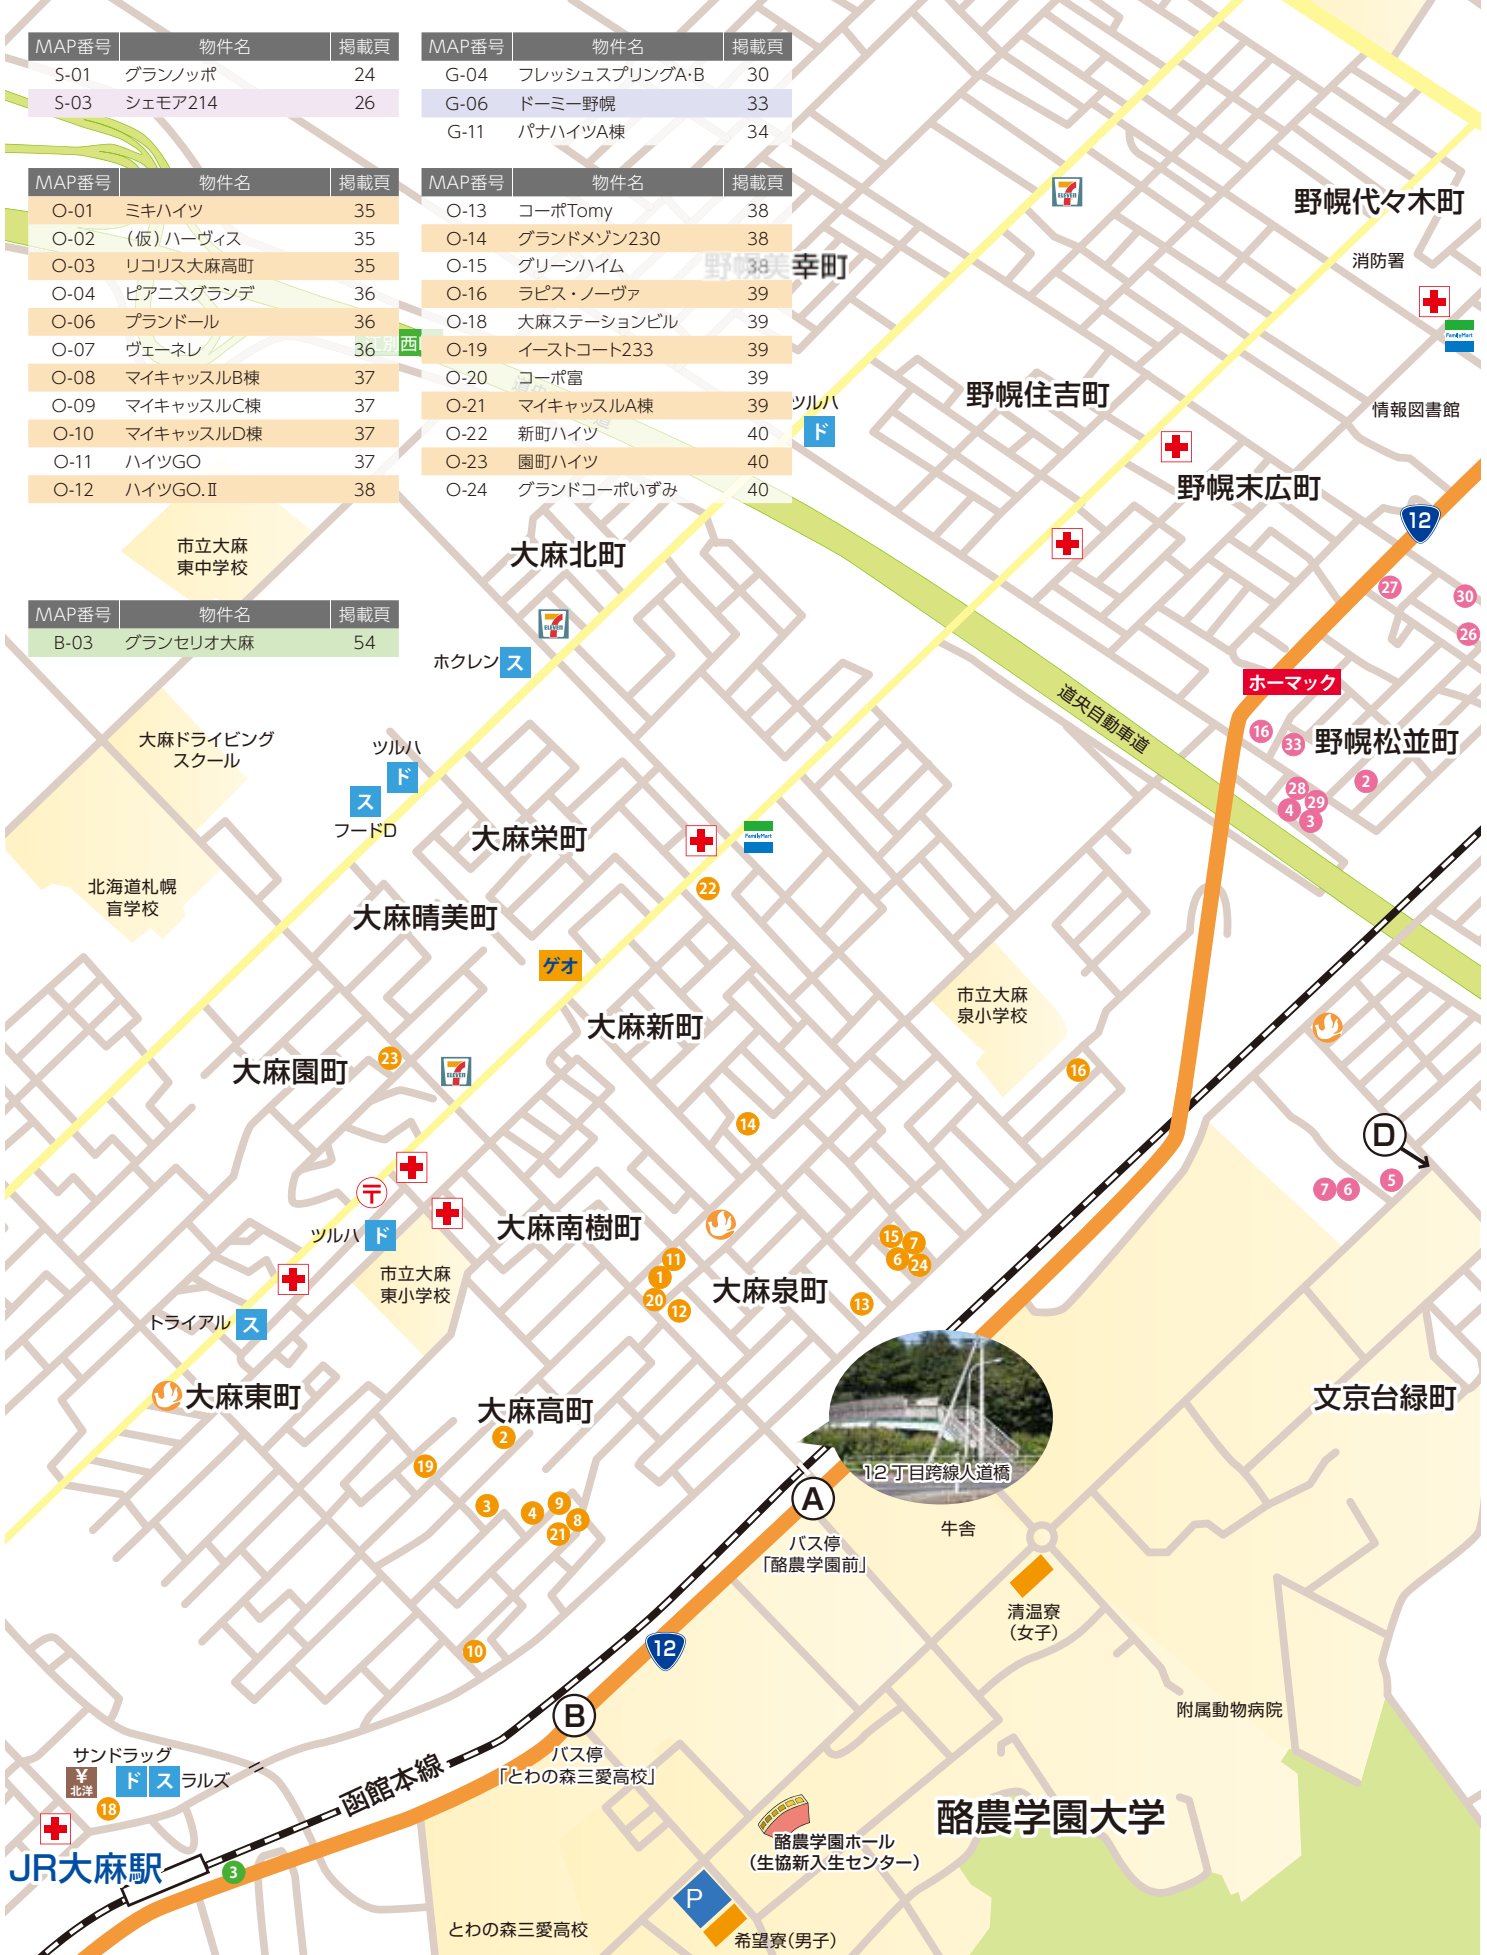 MAP番号 物件名 掲載頁
S-01 グランノッポ 24
S-03 シェモア214 26
MAP番号 物件名 掲載頁
G-04 フレッシュスプリングA・B 30
G-06 ドーミー野幌 33
G-11 パナハイツA棟 34
MAP番号 物件名 掲載頁
O-01 ミキハイツ 35
O-02 (仮)ハーヴィス 35
O-03 リコリス大麻高町 35
O-04 ピアニスグランデ 36
O-06 プランドール 36
O-07 ヴェーネレ 36
O-08 マイキャッスルB棟 37
O-09 マイキャッスルC棟 37
O-10 マイキャッスルD棟 37
O-11 ハイツGO 37
O-12 ハイツGO.Ⅱ 38
MAP番号 物件名 掲載頁
O-13 コーポTomy 38
O-14 グランドメゾン230 38
O-15 グリーンハイム 38
O-16 ラピス・ノーヴァ 39
O-18 大麻ステーションビル 39
O-19 イーストコート233 39
O-20 コーポ富 39
O-21 マイキャッスルA棟 39
O-22 新町ハイツ 40
O-23 園町ハイツ 40
O-24 グランドコーポいずみ 40
MAP番号 物件名 掲載頁
B-03 グランセリオ大麻 54
7 ELEVEN
野幌代々木町
消防署
野幌美幸町
FamilyMart
江別西
野幌住吉町
ツルハ
ド
情報図書館
野幌末広町
12
市立大麻
東中学校
大麻北町
27
30
26
7 ELEVEN
ホクレン ス
ホーマック
道央自動車道
16
33
野幌松並町
2
28
29
4
3
大麻ドライビング
スクール
ツルハ
ド
ス
フードD
大麻栄町
FamilyMart
22
北海道札幌
盲学校
大麻晴美町
ゲオ
市立大麻
泉小学校
大麻新町
大麻園町
23
7 ELEVEN
16
14
D
7
6
5
〒
ツルハ ド
市立大麻
東小学校
大麻南樹町
11
1
20
12
大麻泉町
15
7
6
24
13
トライアル ス
大麻東町
大麻高町
2
19
3
4
9
8
21
文京台緑町
12丁目跨線人道橋
A
バス停
「酪農学園前」
牛舎
清温寮
(女子)
10
12
B
バス停
「とわの森三愛高校」
附属動物病院
サンドラッグ
¥
北洋
ド ス ラルズ
18
函館本線
酪農学園大学
酪農学園ホール
(生協新入生センター)
JR大麻駅
3
P
とわの森三愛高校
希望寮(男子)